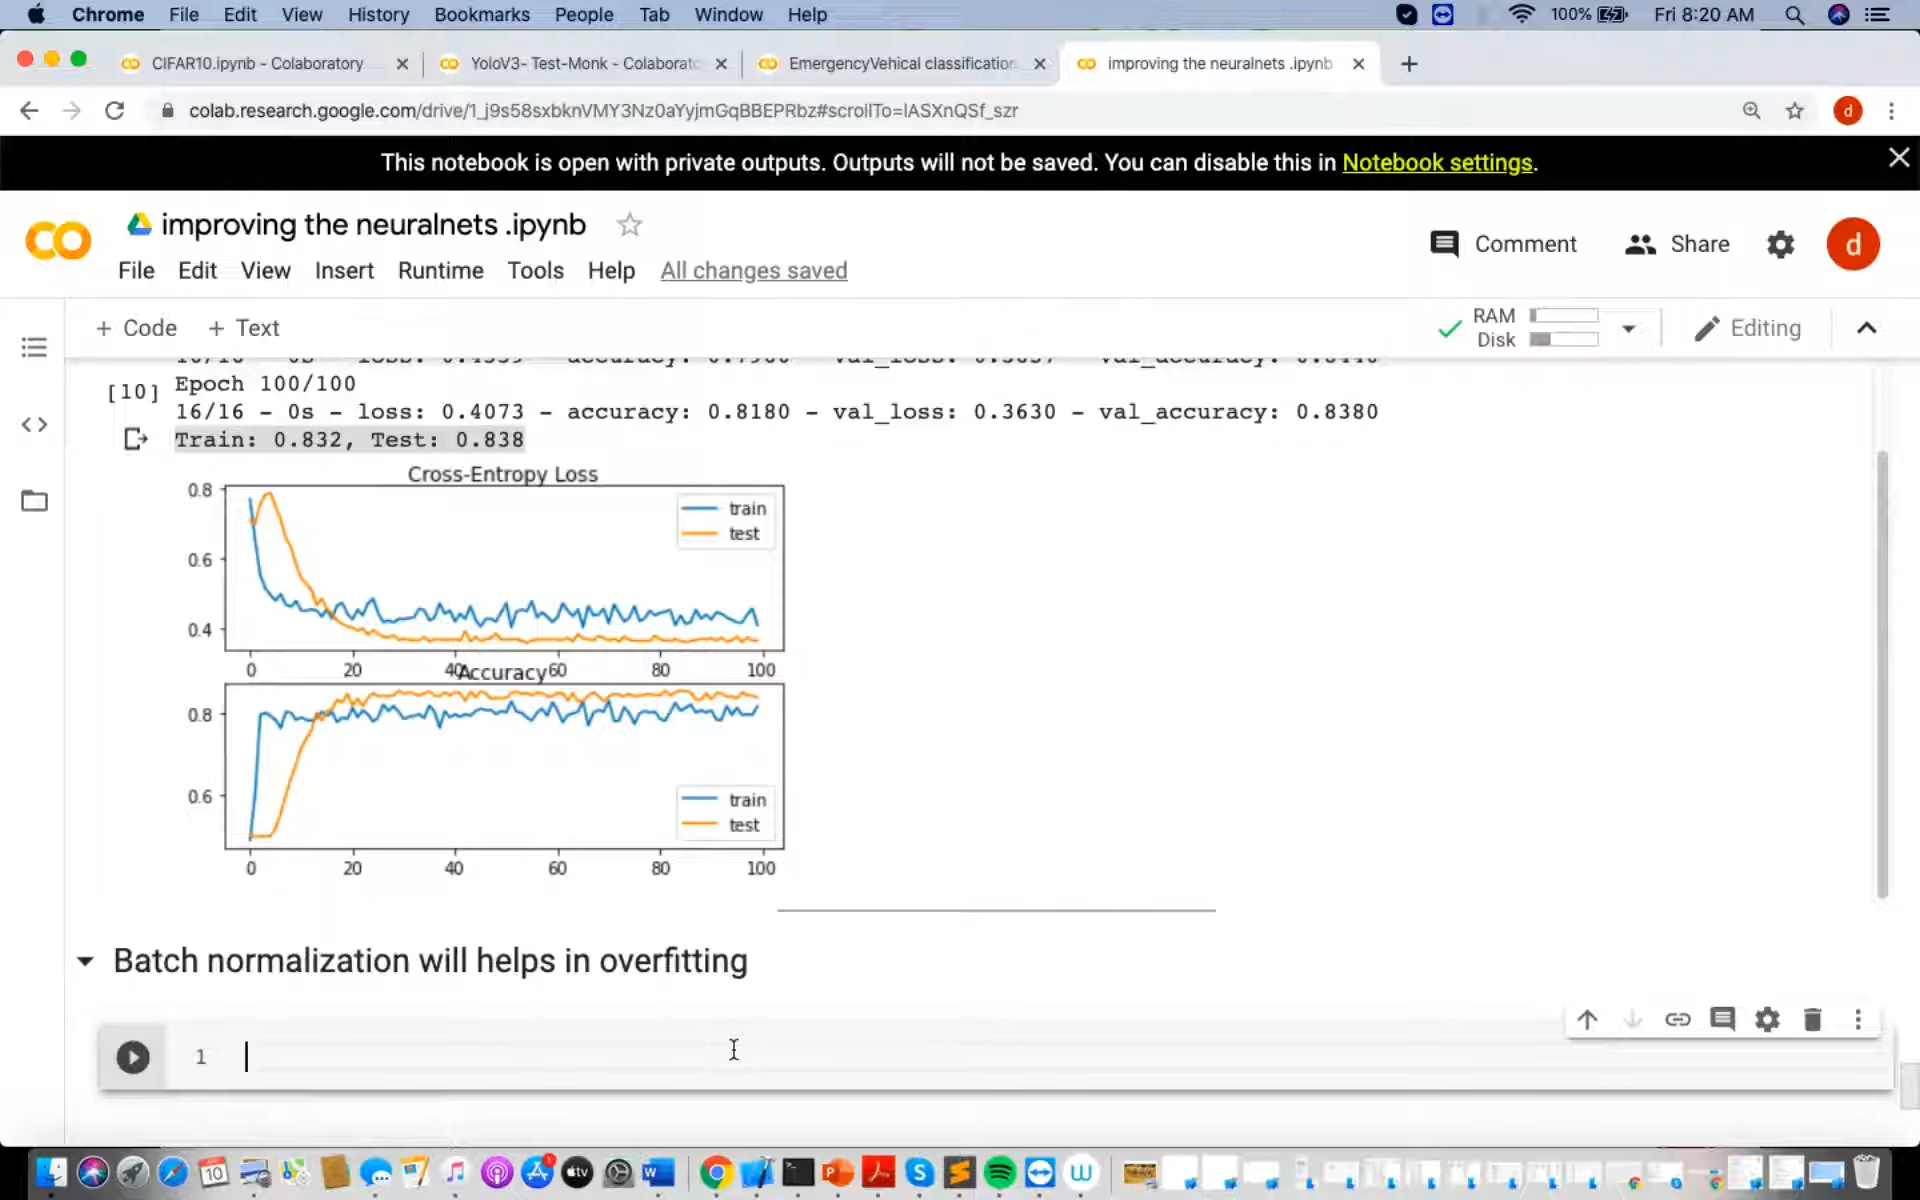 Chrome File Edit View History Bookmarks People Tab Window Help 100% Fri 8:20 AM
CIFAR10.ipynb - Colaboratory YoloV3- Test-Monk - Colaborato EmergencyVehical classification improving the neuralnets .ipynb
colab.research.google.com/drive/1_j9s58sxbknVMY3Nz0aYyjmGqBBEPRbz#scrollTo=lASXnQSf_szr d
This notebook is open with private outputs. Outputs will not be saved. You can disable this in Notebook settings.
improving the neuralnets .ipynb
Comment Share d
File Edit View Insert Runtime Tools Help All changes saved
+ Code + Text RAM Disk Editing
[10] Epoch 100/100
16/16 - 0s - loss: 0.4073 - accuracy: 0.8180 - val_loss: 0.3630 - val_accuracy: 0.8380
Train: 0.832, Test: 0.838
Cross-Entropy Loss
0.8
0.6
0.4
train
test
0 20 40 60 80 100
Accuracy
0.8
0.6
train
test
0 20 40 60 80 100
Batch normalization will helps in overfitting
1